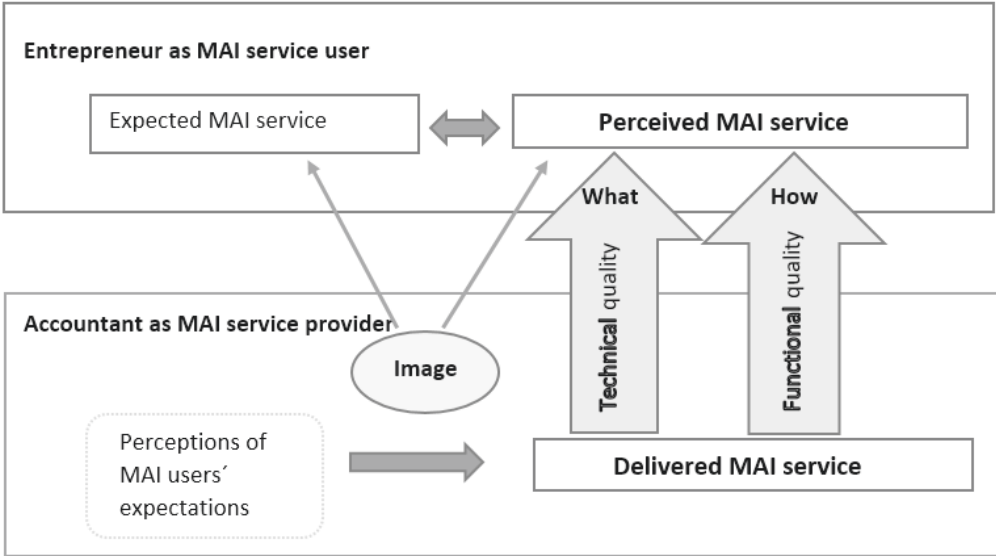 Entrepreneur as MAI service user
Expected MAI service
Perceived MAI service
What
How
Technical quality
Functional quality
Accountant as MAI service provider
Image
Perceptions of
MAI users´
expectations
Delivered MAI service